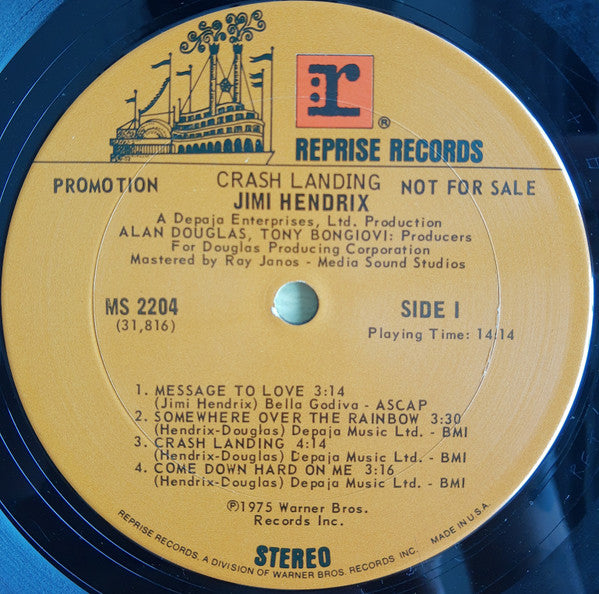 r
®
REPRISE RECORDS
PROMOTION
CRASH LANDING
NOT FOR SALE
JIMI HENDRIX
A Depaja Enterprises, Ltd. Production
ALAN DOUGLAS, TONY BONGIOVI: Producers
For Douglas Producing Corporation
Mastered by Ray Janos - Media Sound Studios
MS 2204
(31,816)
SIDE I
Playing Time: 14:14
1. MESSAGE TO LOVE 3:14
(Jimi Hendrix) Bella Godiva - ASCAP
2. SOMEWHERE OVER THE RAINBOW 3:30
(Hendrix-Douglas) Depaja Music Ltd. - BMI
3. CRASH LANDING 4:14
(Hendrix-Douglas) Depaja Music Ltd. - BMI
4. COME DOWN HARD ON ME 3:16
(Hendrix-Douglas) Depaja Music Ltd. - BMI
℗1975 Warner Bros.
Records Inc.
STEREO
REPRISE RECORDS, A DIVISION OF WARNER BROS. RECORDS INC. MADE IN U.S.A.